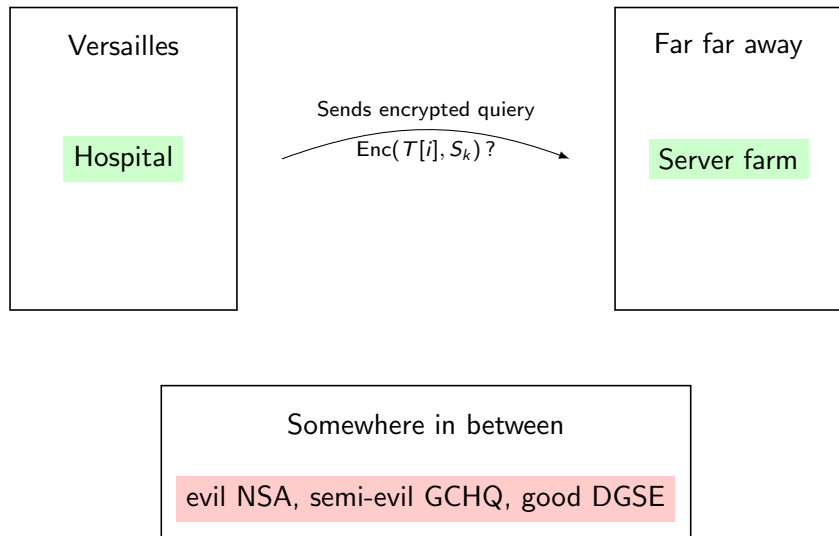 Versailles
Far far away
Sends encrypted quiery
Hospital
Enc(T[i], S_k) ?
Server farm
Somewhere in between
evil NSA, semi-evil GCHQ, good DGSE